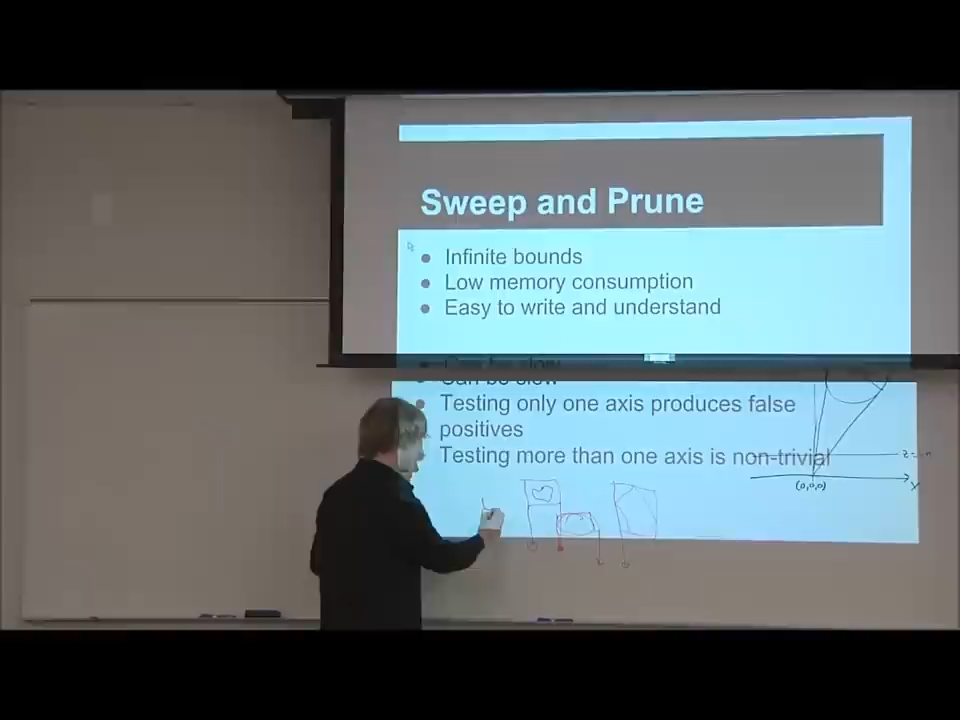 Sweep and Prune
Infinite bounds
Low memory consumption
Easy to write and understand
Can be slow
Testing only one axis produces false
positives
Testing more than one axis is non-trivial
(0,0,0)
x